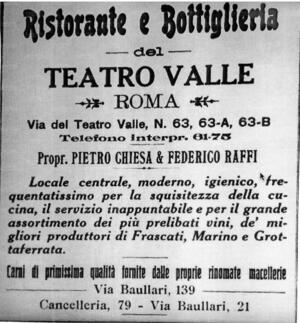 Ristorante e Bottiglieria
del
TEATRO VALLE
ROMA
Via del Teatro Valle, N. 63, 63-A, 63-B
Telefono Interpr. 61-75
Propr. PIETRO CHIESA & FEDERICO RAFFI
Locale centrale, moderno, igienico, fre-
quentatissimo per la squisitezza della cu-
cina, il servizio inappuntabile e per il grande
assortimento dei più prelibati vini, de' mi-
gliori produttori di Frascati, Marino e Grot-
taferrata.
Carni di primissima qualità fornite dalle proprie rinomate macellerie
Via Baullari, 139
Cancelleria, 79 - Via Baullari, 21